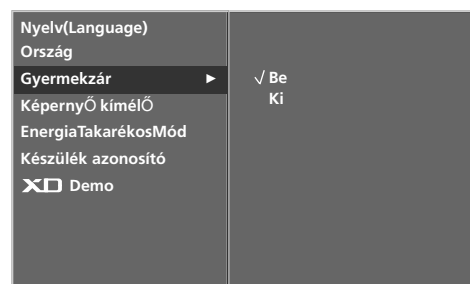 Nyelv(Language)
Ország
Gyermekzár ► √ Be
Ki
KépernyŐ kímélŐ
EnergiaTakarékosMód
Készülék azonosító
XD Demo